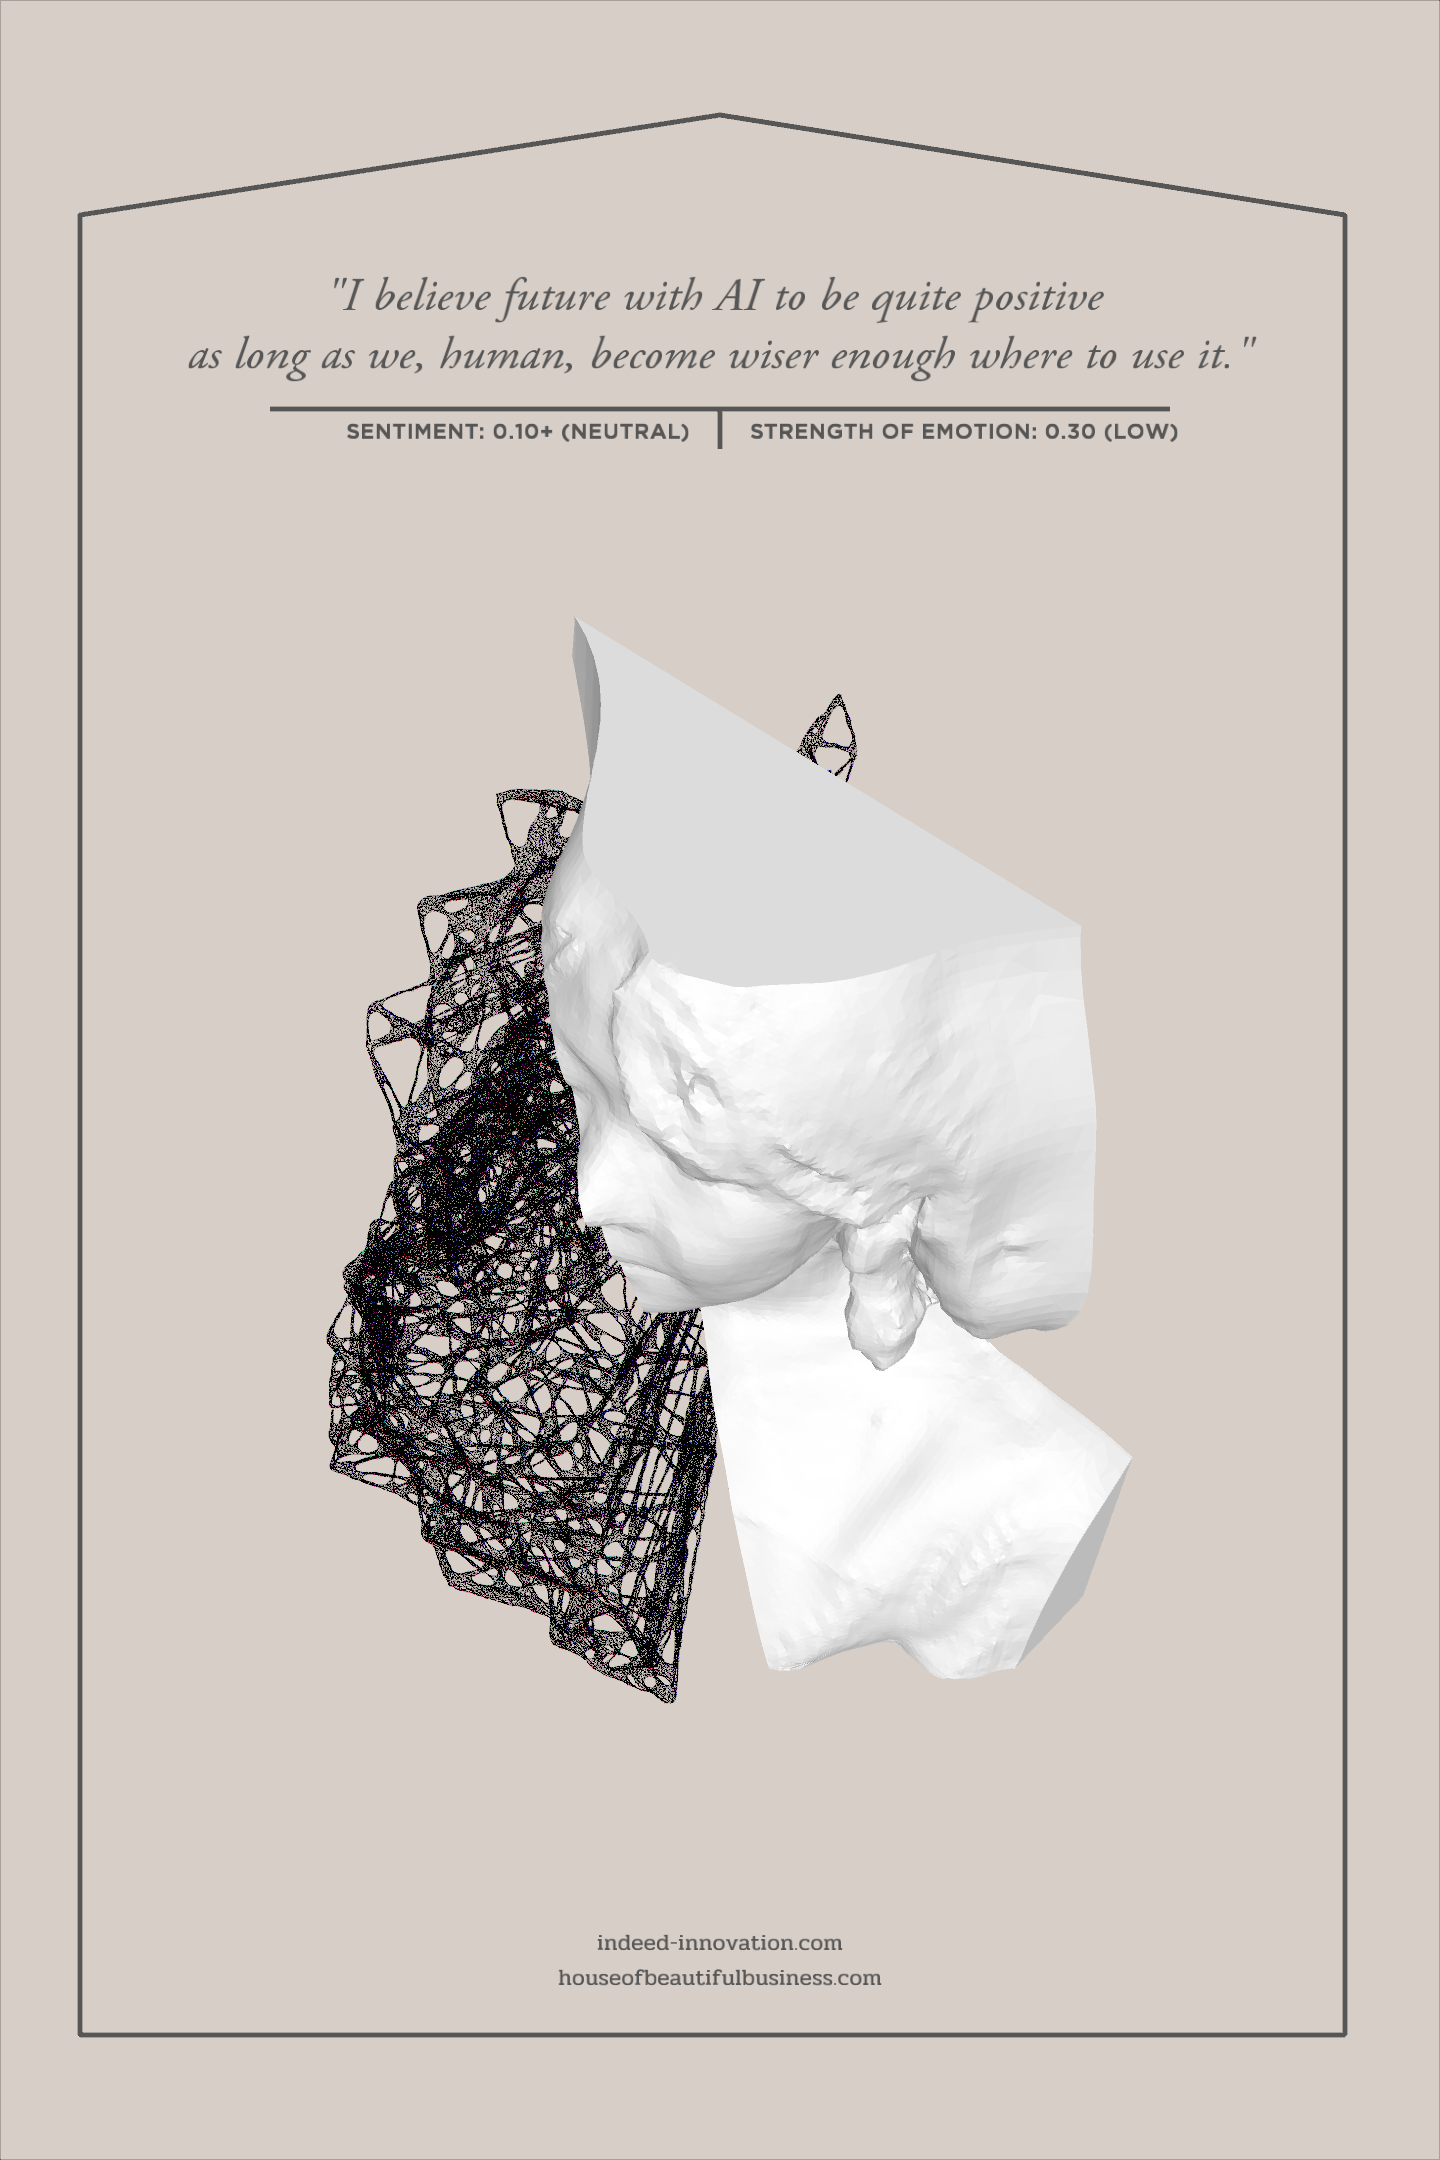 "I believe future with AI to be quite positive
as long as we, human, become wiser enough where to use it."
SENTIMENT: 0.10+ (NEUTRAL)
STRENGTH OF EMOTION: 0.30 (LOW)
indeed-innovation.com
houseofbeautifulbusiness.com